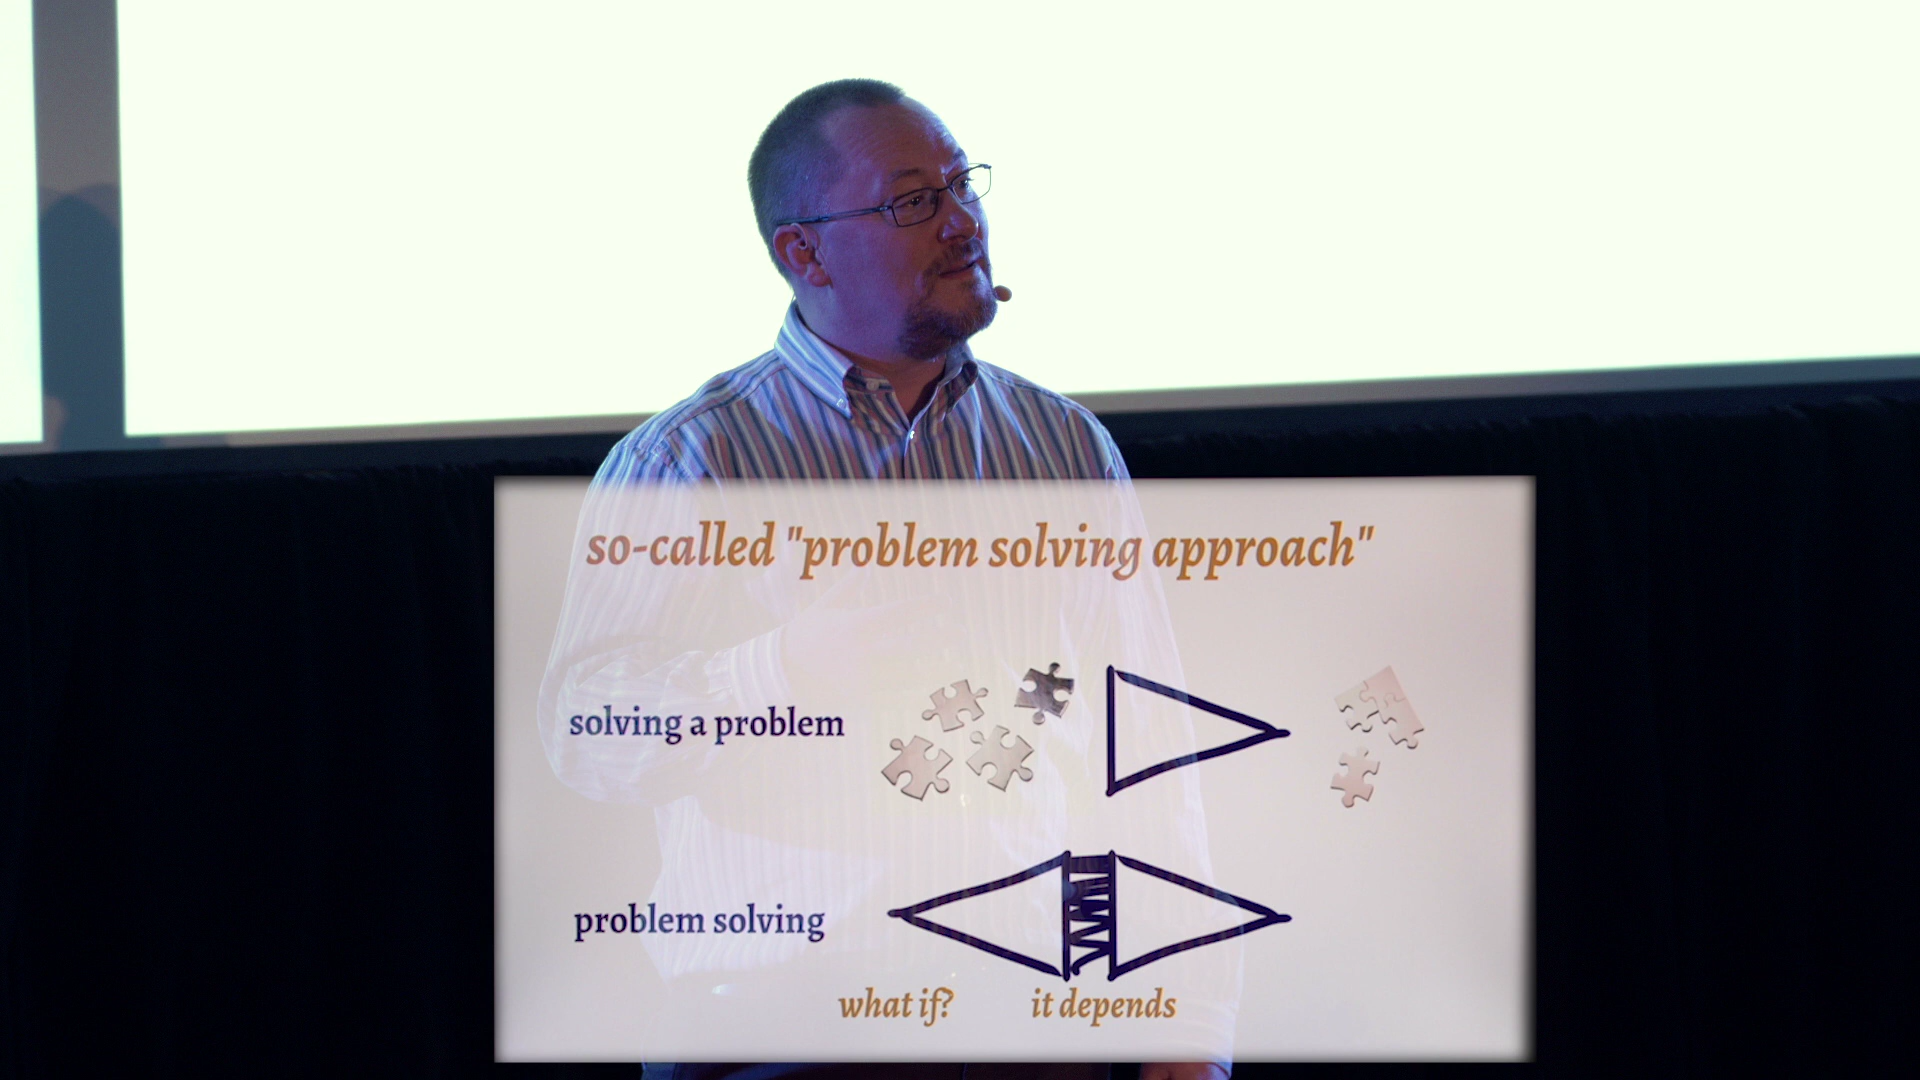 so-called "problem solving approach"
solving a problem
problem solving
what if?
it depends